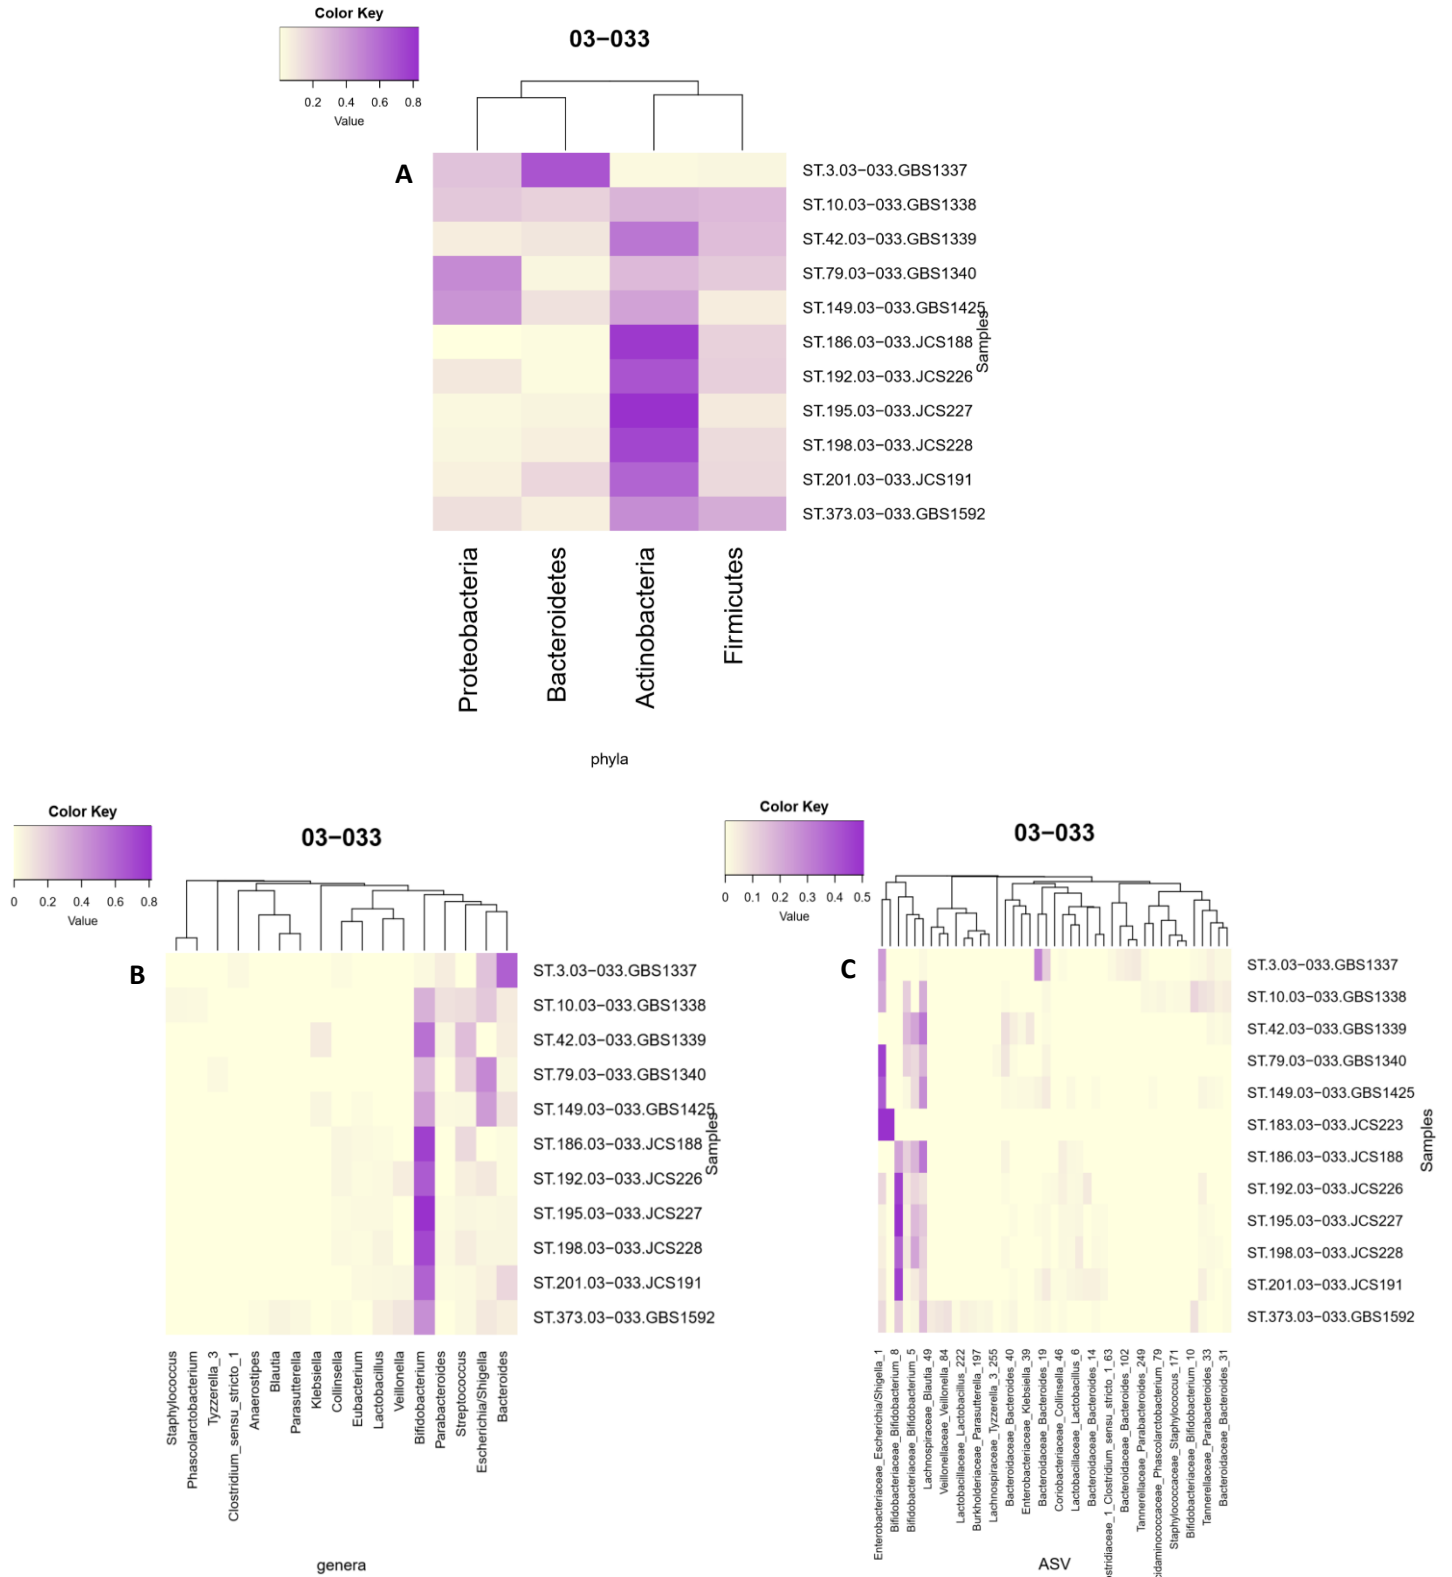 Color Key
0.2 0.4 0.6 0.8
Value
03−033
A
ST.3.03−033.GBS1337
ST.10.03−033.GBS1338
ST.42.03−033.GBS1339
ST.79.03−033.GBS1340
ST.149.03−033.GBS1425
ST.186.03−033.JCS188
ST.192.03−033.JCS226
ST.195.03−033.JCS227
ST.198.03−033.JCS228
ST.201.03−033.JCS191
ST.373.03−033.GBS1592
Samples
Proteobacteria
Bacteroidetes
Actinobacteria
Firmicutes
phyla
Color Key
0 0.2 0.4 0.6 0.8
Value
03−033
B
ST.3.03−033.GBS1337
ST.10.03−033.GBS1338
ST.42.03−033.GBS1339
ST.79.03−033.GBS1340
ST.149.03−033.GBS1425
ST.186.03−033.JCS188
ST.192.03−033.JCS226
ST.195.03−033.JCS227
ST.198.03−033.JCS228
ST.201.03−033.JCS191
ST.373.03−033.GBS1592
Samples
Staphylococcus
Phascolarctobacterium
Tyzzerella_3
Clostridium_sensu_stricto_1
Anaerostipes
Blautia
Parasutterella
Klebsiella
Collinsella
Eubacterium
Lactobacillus
Veillonella
Bifidobacterium
Parabacteroides
Streptococcus
Escherichia/Shigella
Bacteroides
genera
Color Key
0 0.1 0.2 0.3 0.4 0.5
Value
03−033
C
ST.3.03−033.GBS1337
ST.10.03−033.GBS1338
ST.42.03−033.GBS1339
ST.79.03−033.GBS1340
ST.149.03−033.GBS1425
ST.183.03−033.JCS223
ST.186.03−033.JCS188
ST.192.03−033.JCS226
ST.195.03−033.JCS227
ST.198.03−033.JCS228
ST.201.03−033.JCS191
ST.373.03−033.GBS1592
Samples
Enterobacteriaceae_Escherichia/Shigella_1
Bifidobacteriaceae_Bifidobacterium_8
Bifidobacteriaceae_Bifidobacterium_5
Lachnospiraceae_Blautia_49
Veillonellaceae_Veillonella_84
Lactobacillaceae_Lactobacillus_222
Burkholderiaceae_Parasutterella_197
Lachnospiraceae_Tyzzerella_3_255
Bacteroidaceae_Bacteroides_40
Enterobacteriaceae_Klebsiella_39
Bacteroidaceae_Bacteroides_19
Coriobacteriaceae_Collinsella_46
Lactobacillaceae_Lactobacillus_6
Bacteroidaceae_Bacteroides_14
ostridiaceae_1_Clostridium_sensu_stricto_1_63
Bacteroidaceae_Bacteroides_102
Tannerellaceae_Parabacteroides_249
cidaminococcaceae_Phascolarctobacterium_79
Staphylococcaceae_Staphylococcus_171
Bifidobacteriaceae_Bifidobacterium_10
Tannerellaceae_Parabacteroides_33
Bacteroidaceae_Bacteroides_31
ASV